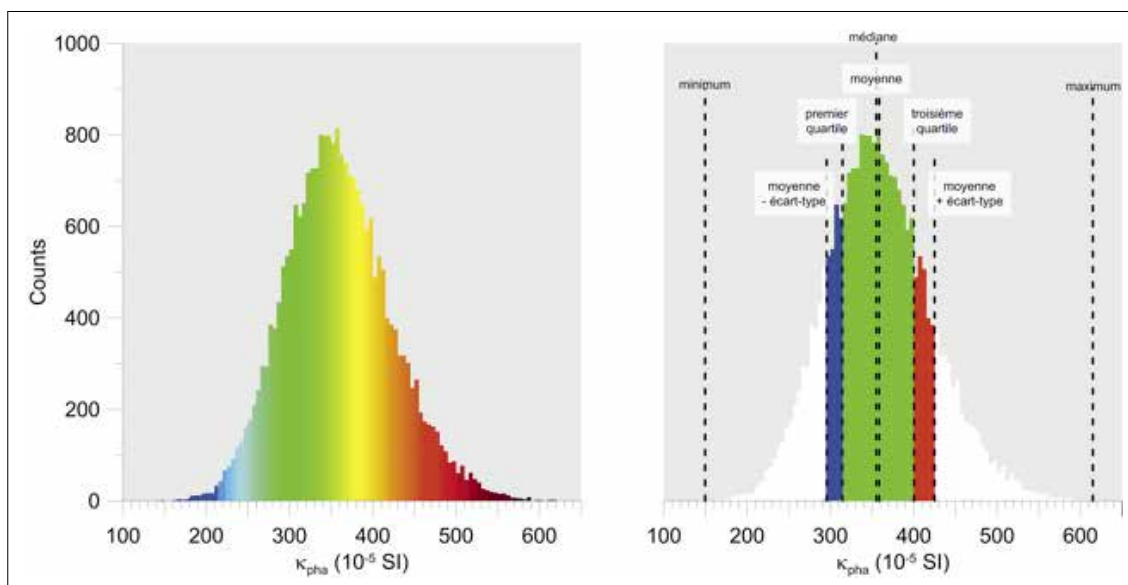 1000
800
600
400
200
0
Counts
100 200 300 400 500 600
κpha (10-5 SI)
médiane
moyenne
minimum
maximum
premier
quartile
troisième
quartile
moyenne
- écart-type
moyenne
+ écart-type
100 200 300 400 500 600
κpha (10-5 SI)